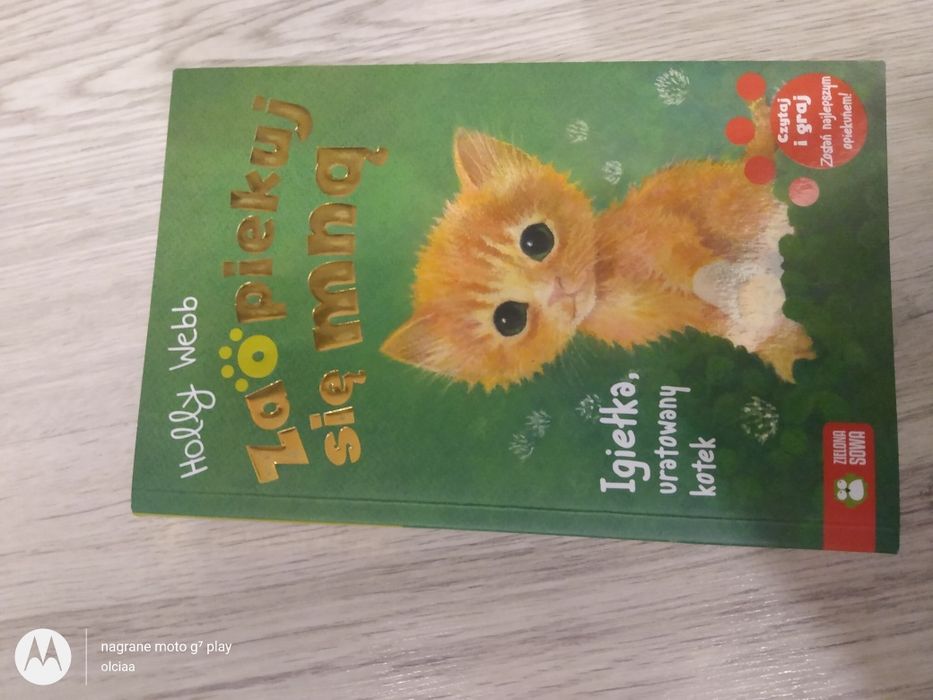 Holly Webb
Zaopiekuj
się mną
Igiełka,
uratowany
kotek
Czytaj
i graj
Zostań najlepszym
opiekunem!
ZIELONA
SOWA
nagrane moto g⁷ play
olciaa